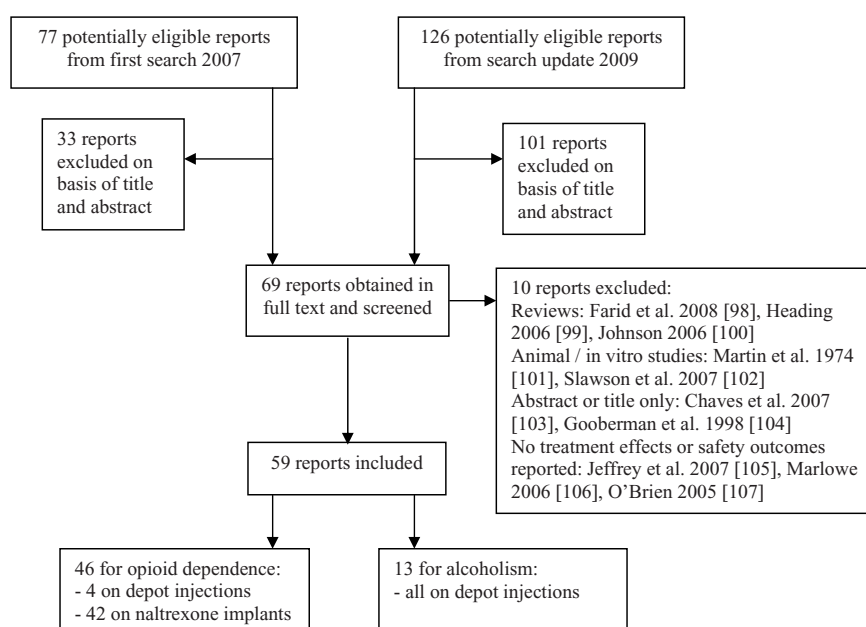 77 potentially eligible reports
from first search 2007
126 potentially eligible reports
from search update 2009
33 reports
excluded on
basis of title
and abstract
101 reports
excluded on
basis of title
and abstract
69 reports obtained in
full text and screened
10 reports excluded:
Reviews: Farid et al. 2008 [98], Heading
2006 [99], Johnson 2006 [100]
Animal / in vitro studies: Martin et al. 1974
[101], Slawson et al. 2007 [102]
Abstract or title only: Chaves et al. 2007
[103], Gooberman et al. 1998 [104]
No treatment effects or safety outcomes
reported: Jeffrey et al. 2007 [105], Marlowe
2006 [106], O’Brien 2005 [107]
59 reports included
46 for opioid dependence:
- 4 on depot injections
- 42 on naltrexone implants
13 for alcoholism:
- all on depot injections